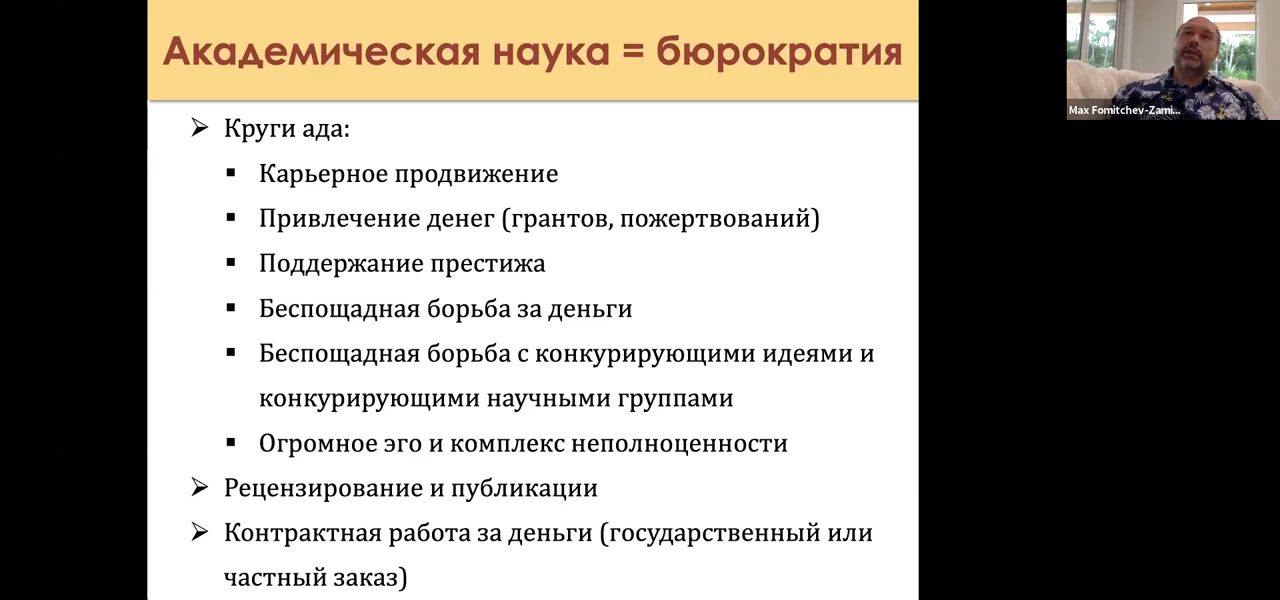 Академическая наука = бюрократия
Max Fomitchev-Zami...
➢ Круги ада:
▪ Карьерное продвижение
▪ Привлечение денег (грантов, пожертвований)
▪ Поддержание престижа
▪ Беспощадная борьба за деньги
▪ Беспощадная борьба с конкурирующими идеями и
конкурирующими научными группами
▪ Огромное эго и комплекс неполноценности
➢ Рецензирование и публикации
➢ Контрактная работа за деньги (государственный или
частный заказ)